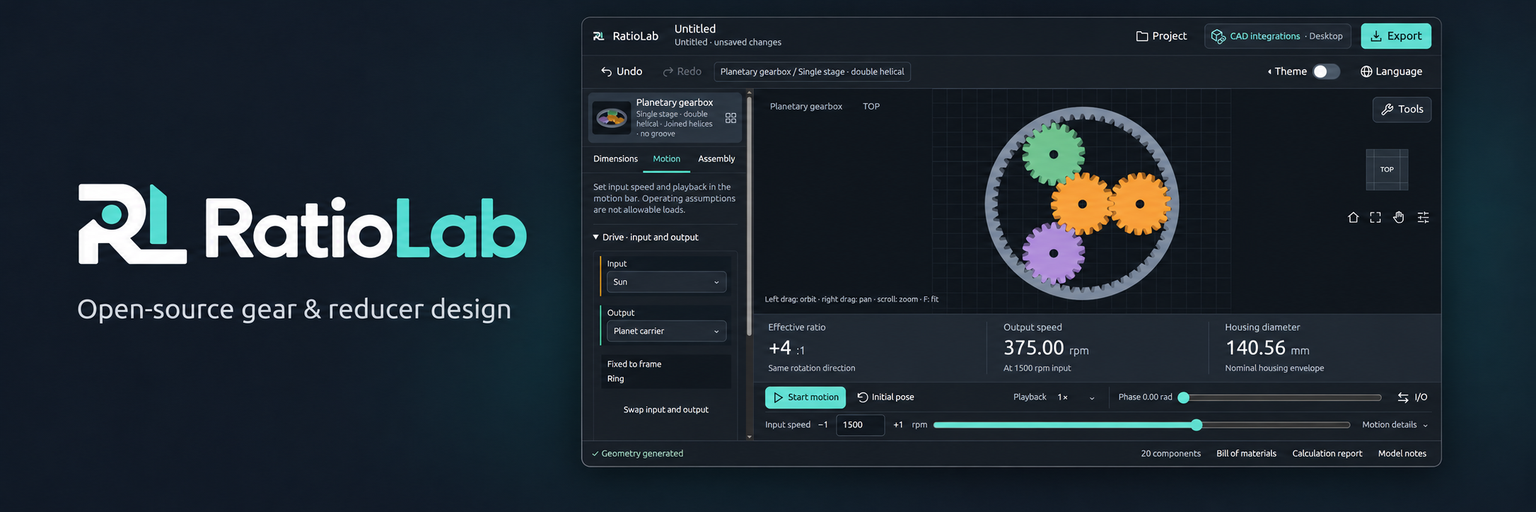 RL RatioLab
Open-source gear & reducer design
RL RatioLab
Untitled
Untitled · unsaved changes
Project
CAD integrations · Desktop
Export
Undo
Redo
Planetary gearbox / Single stage · double helical
Theme
Language
Planetary gearbox
Single stage · double
helical · Joined helices
· no groove
Dimensions
Motion
Assembly
Set input speed and playback in the
motion bar. Operating assumptions
are not allowable loads.
Drive · input and output
Input
Sun
Output
Planet carrier
Fixed to frame
Ring
Swap input and output
Planetary gearbox
TOP
Tools
TOP
Left drag: orbit · right drag: pan · scroll: zoom · F: fit
Effective ratio
+4 :1
Same rotation direction
Output speed
375.00 rpm
At 1500 rpm input
Housing diameter
140.56 mm
Nominal housing envelope
Start motion
Initial pose
Playback 1×
Phase 0.00 rad
I/O
Input speed −1 1500 +1 rpm
Motion details
✓ Geometry generated
20 components
Bill of materials
Calculation report
Model notes